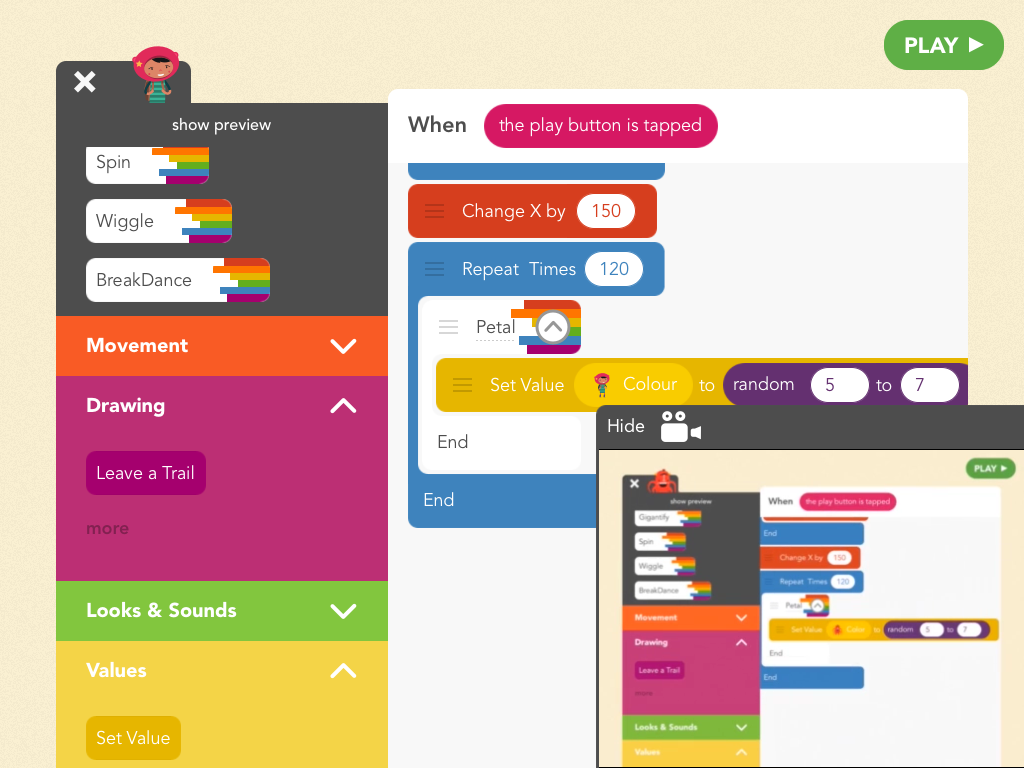 PLAY
show preview
Spin
Wiggle
BreakDance
Movement
Drawing
Leave a Trail
more
Looks & Sounds
Values
Set Value
When the play button is tapped
Change X by 150
Repeat Times 120
Petal
Set Value Colour to random 5 to 7
End
End
Hide
PLAY
show preview
Gigantify
Spin
Wiggle
BreakDance
Movement
Drawing
Leave a Trail
more
Looks & Sounds
Values
When the play button is tapped
End
Change X by 150
Repeat Times 120
Petal
Set Value Color to random 5 to 7
End
End